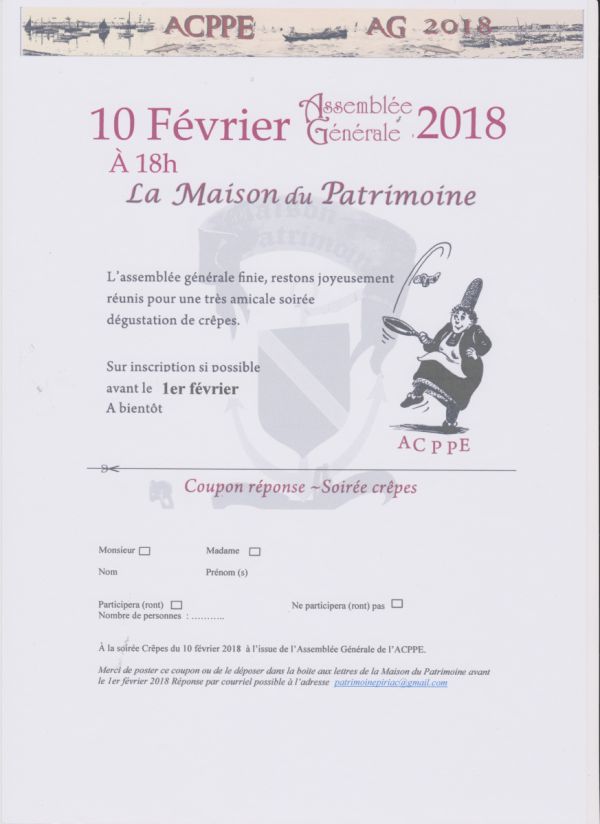 ACPPE AG 2018
Assemblée
10 Février Générale 2018
À 18h
La Maison du Patrimoine
Maison
Patrimoine
L'assemblée générale finie, restons joyeusement
réunis pour une très amicale soirée
dégustation de crêpes.
Sur inscription si possible
avant le 1er février
A bientôt
ACPPE
Coupon réponse ~Soirée crêpes
Monsieur Madame
Nom Prénom (s)
Participera (ront) Ne participera (ront) pas
Nombre de personnes : ...........
À la soirée Crêpes du 10 février 2018 à l'issue de l'Assemblée Générale de l'ACPPE.
Merci de poster ce coupon ou de le déposer dans la boite aux lettres de la Maison du Patrimoine avant
le 1er février 2018 Réponse par courriel possible à l'adresse patrimoinepiriac@gmail.com